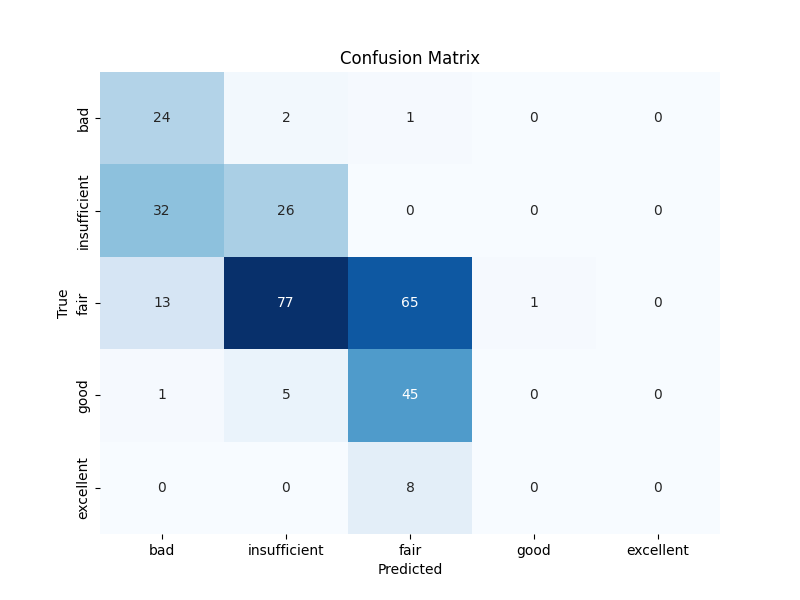 Confusion Matrix
True
bad 24 2 1 0 0
insufficient 32 26 0 0 0
fair 13 77 65 1 0
good 1 5 45 0 0
excellent 0 0 8 0 0
bad insufficient fair good excellent
Predicted